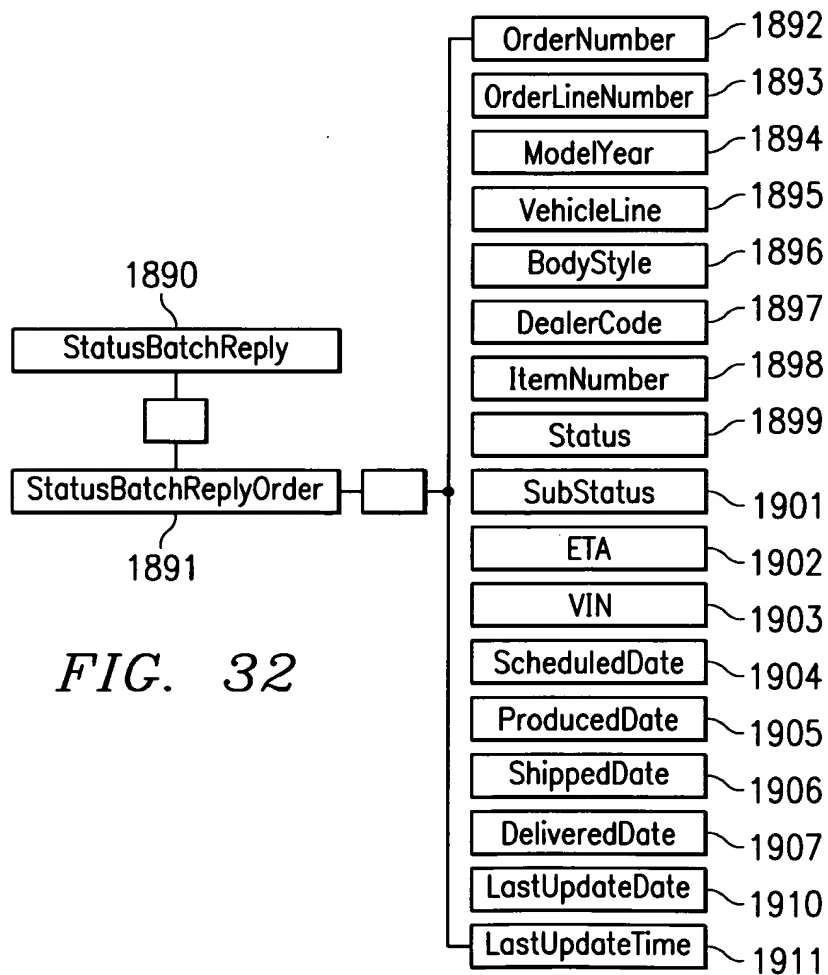 1890
StatusBatchReply
StatusBatchReplyOrder
1891
FIG. 32
OrderNumber 1892
OrderLineNumber 1893
ModelYear 1894
VehicleLine 1895
BodyStyle 1896
DealerCode 1897
ItemNumber 1898
Status 1899
SubStatus 1901
ETA 1902
VIN 1903
ScheduledDate 1904
ProducedDate 1905
ShippedDate 1906
DeliveredDate 1907
LastUpdateDate 1910
LastUpdateTime 1911